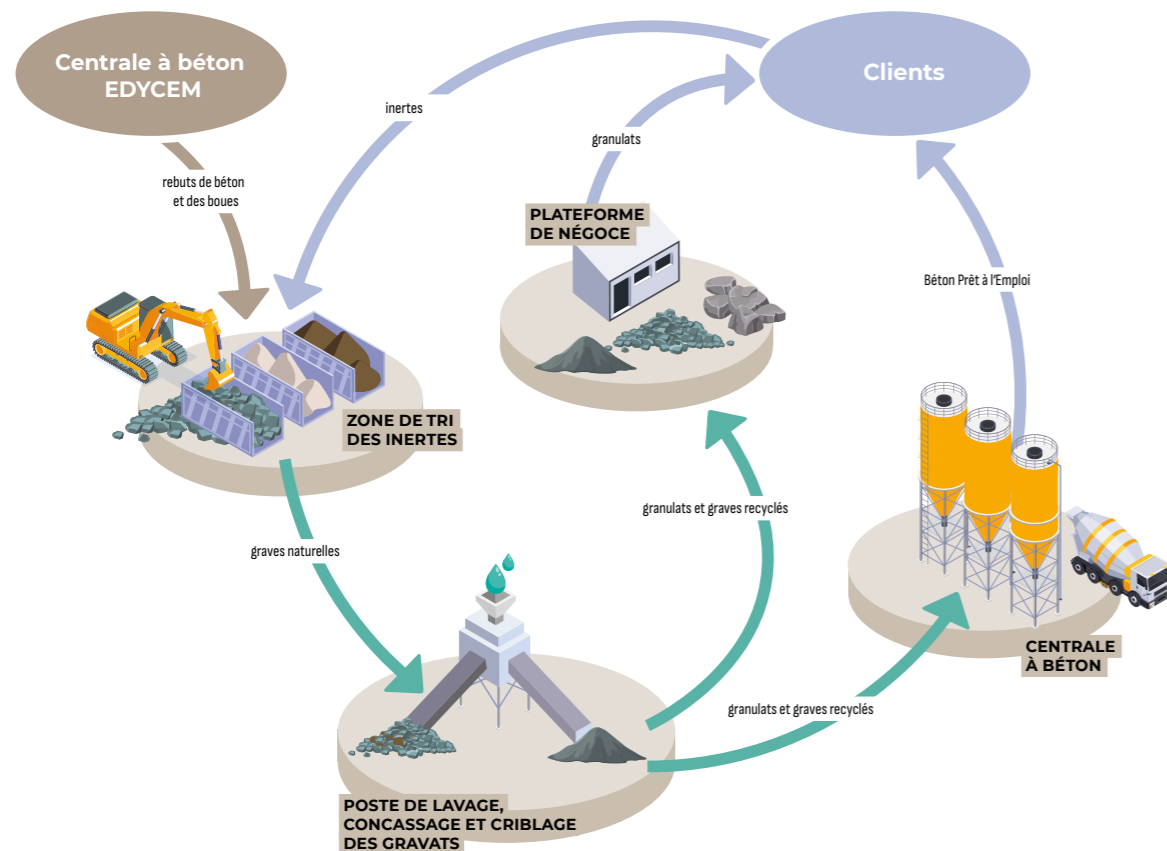 Centrale à béton
EDYCEM
Clients
inertes
granulats
rebuts de béton
et des boues
PLATEFORME
DE NÉGOCE
Béton Prêt à l'Emploi
ZONE DE TRI
DES INERTES
granulats et graves recyclés
graves naturelles
CENTRALE
À BÉTON
granulats et graves recyclés
POSTE DE LAVAGE,
CONCASSAGE ET CRIBLAGE
DES GRAVATS